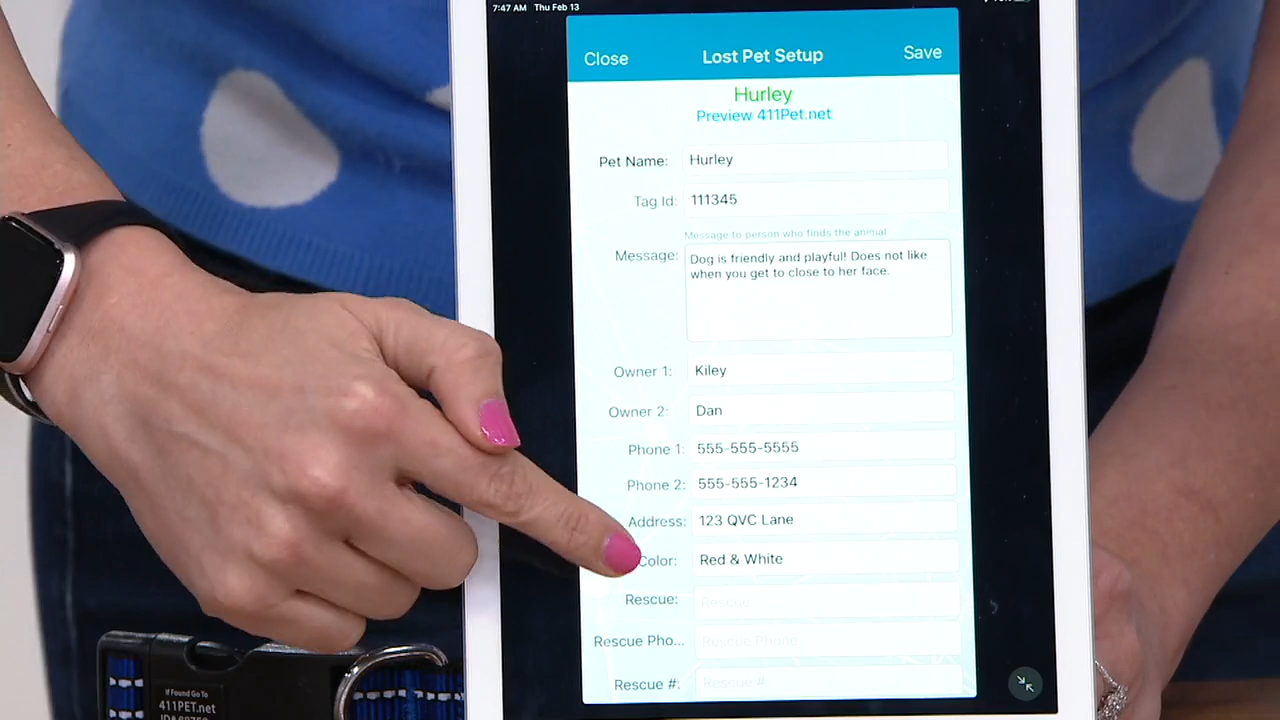 7:47 AM Thu Feb 13
Close Lost Pet Setup Save
Hurley
Preview 411Pet.net
Pet Name: Hurley
Tag Id: 111345
Message to person who finds the animal
Message: Dog is friendly and playful! Does not like
when you get to close to her face.
Owner 1: Kiley
Owner 2: Dan
Phone 1: 555-555-5555
Phone 2: 555-555-1234
Address: 123 QVC Lane
Color: Red & White
Rescue: Rescue
Rescue Pho... Rescue Phone
Rescue #: Rescue #
If Found Go To
411PET.net